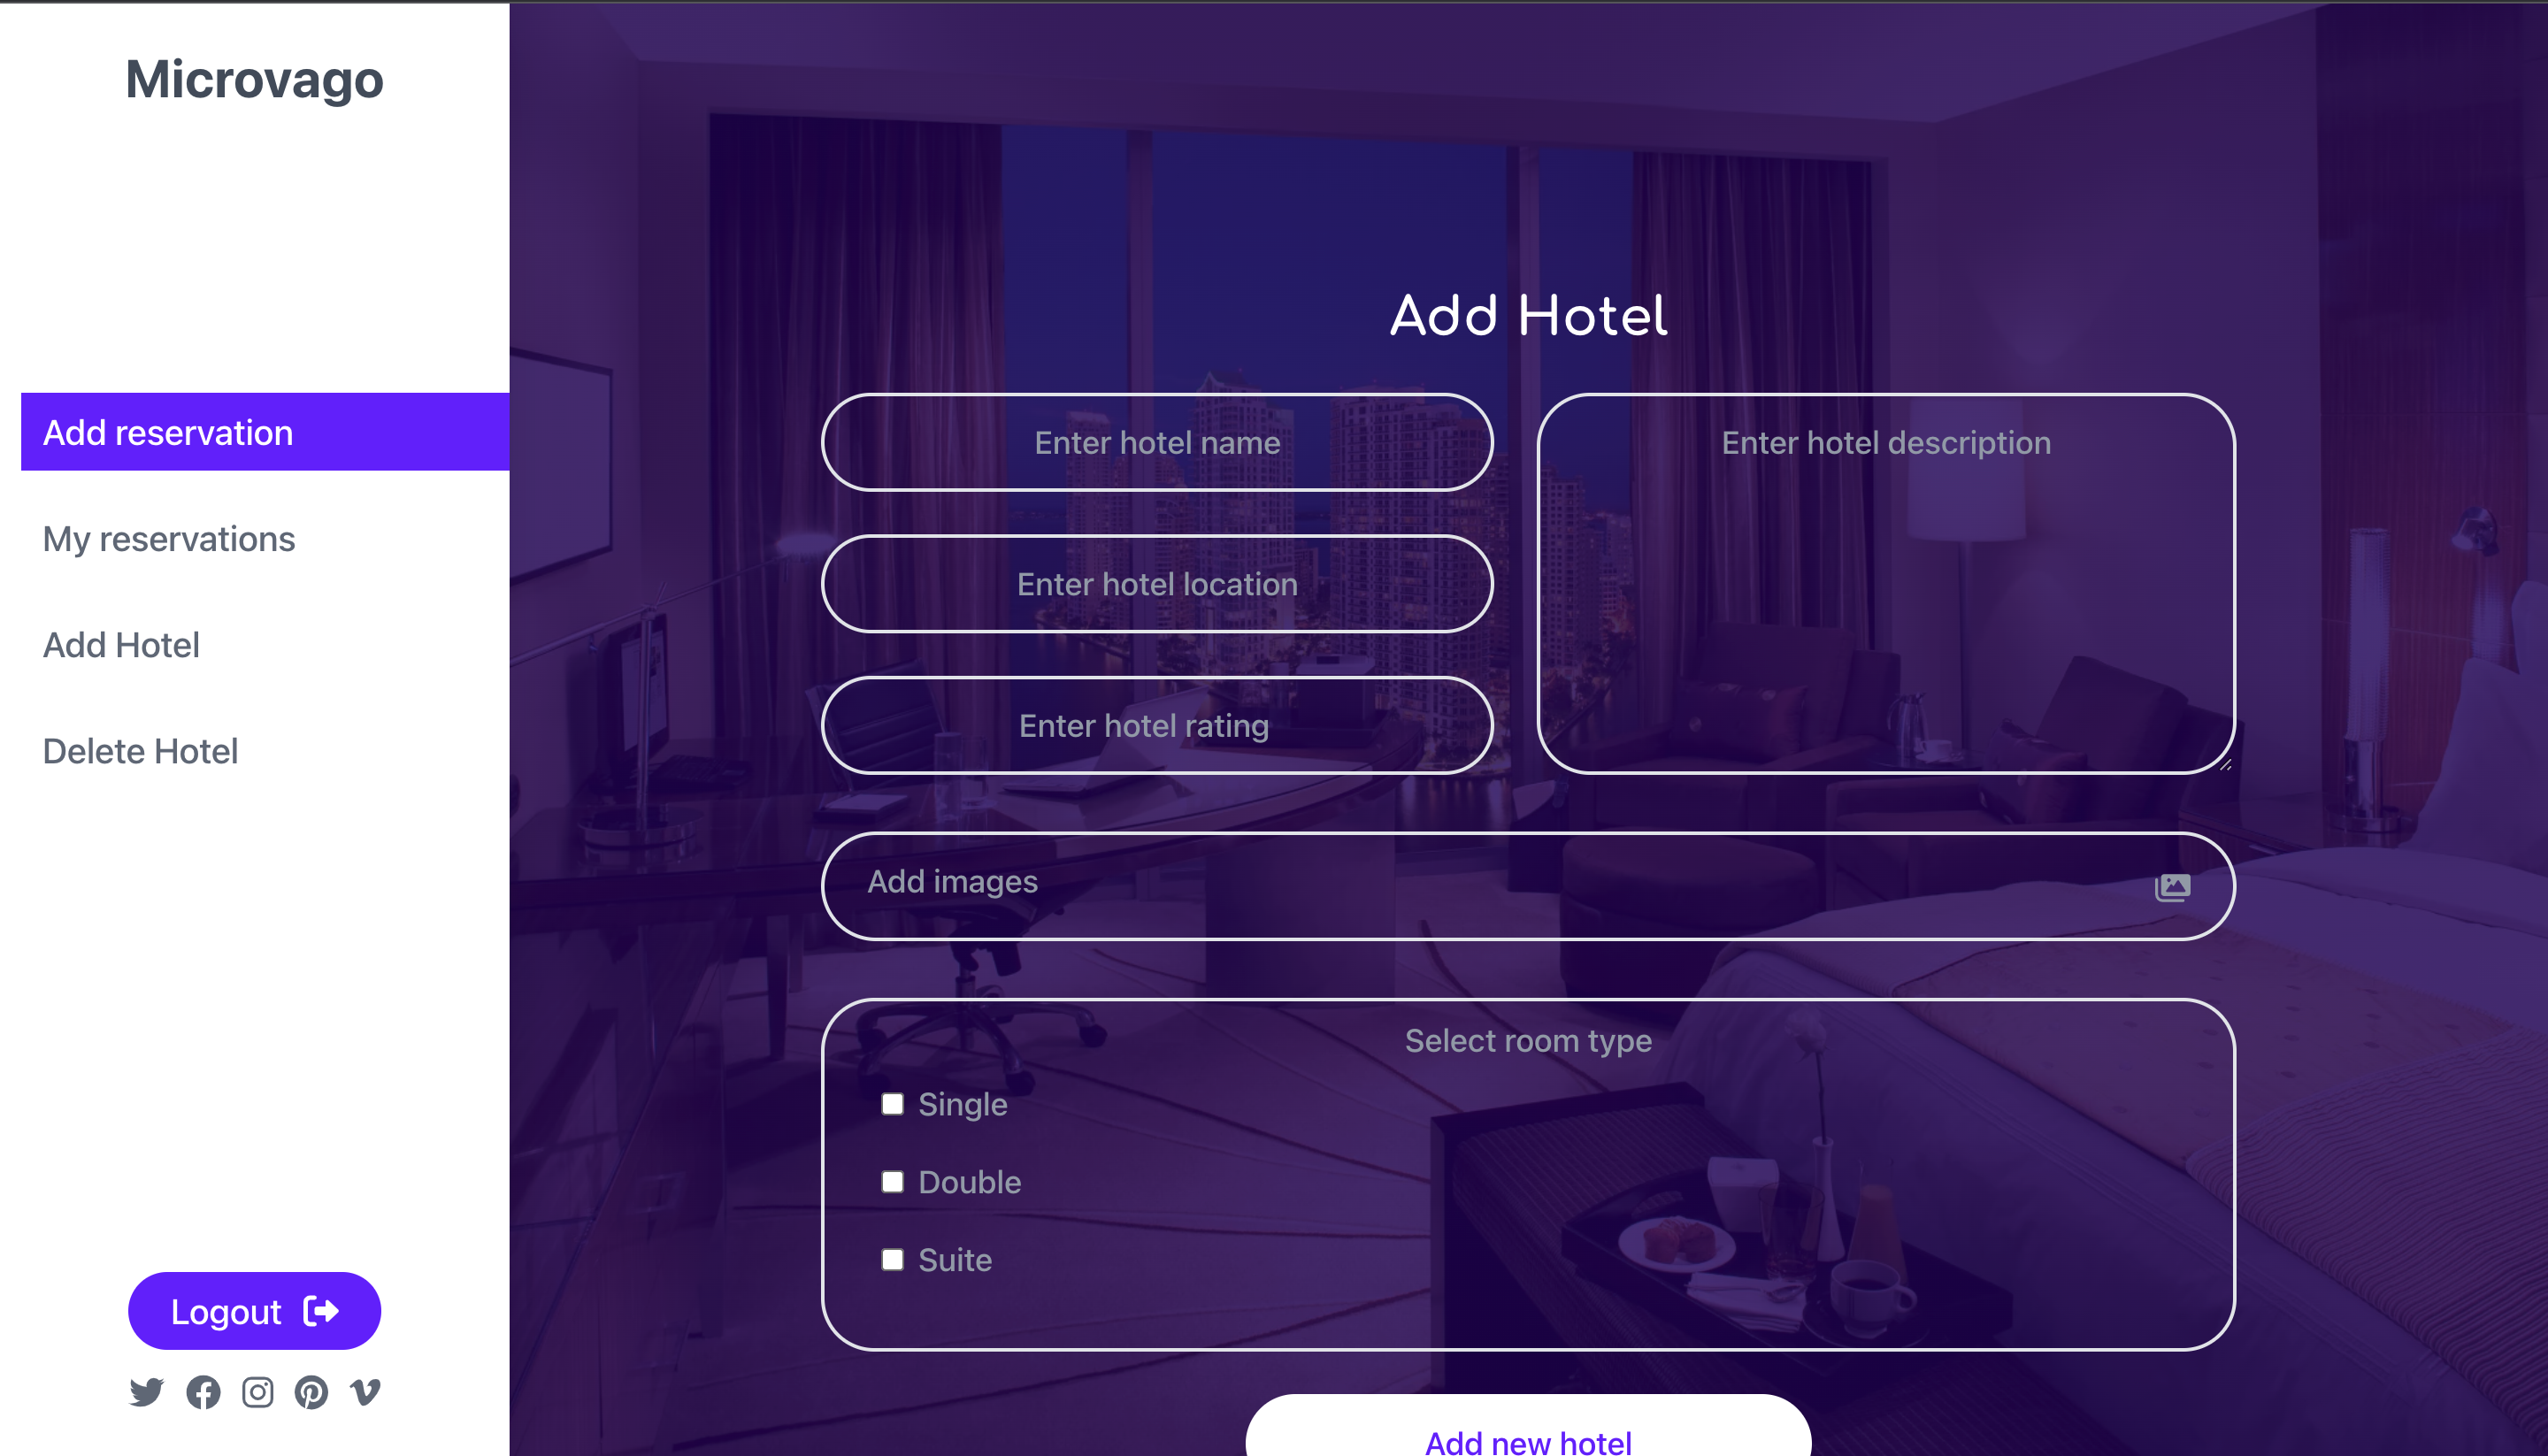 Microvago
Add reservation
My reservations
Add Hotel
Delete Hotel
Logout
Add Hotel
Enter hotel name
Enter hotel description
Enter hotel location
Enter hotel rating
Add images
Select room type
Single
Double
Suite
Add new hotel